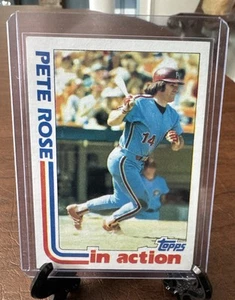 PETE ROSE
14
Topps
in action